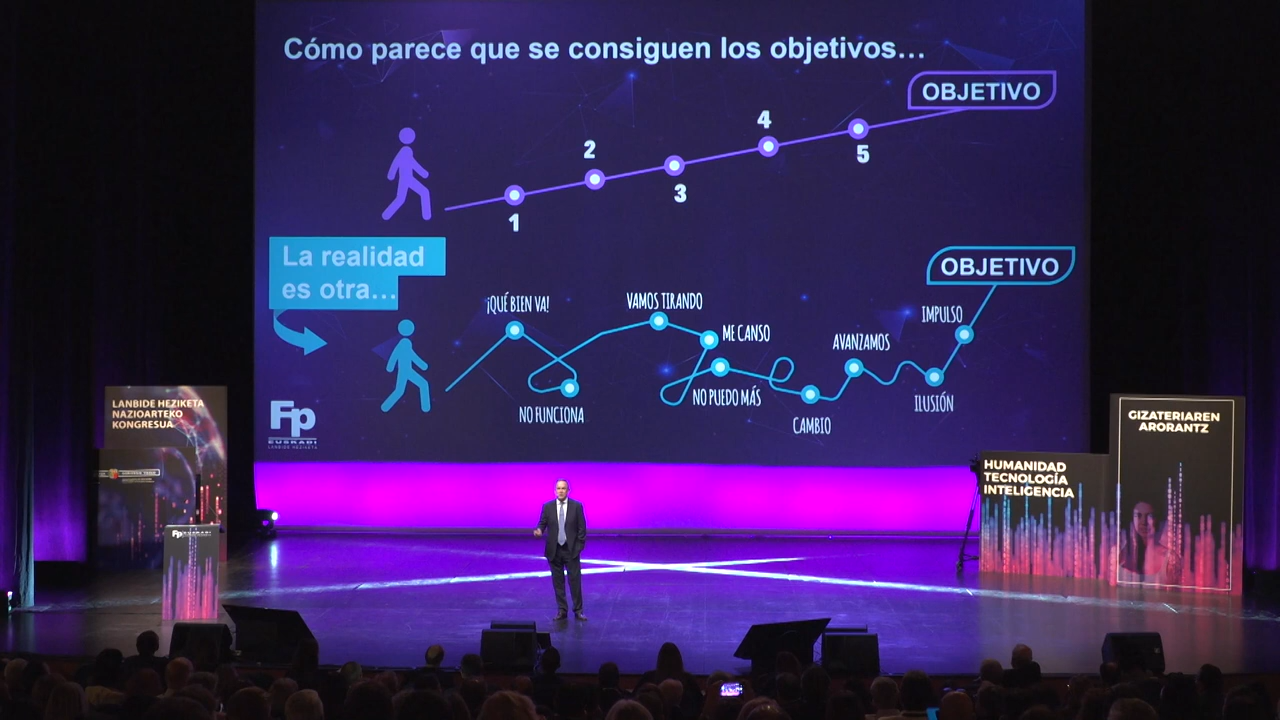 Cómo parece que se consiguen los objetivos...
OBJETIVO
1
2
3
4
5
La realidad
es otra...
OBJETIVO
¡QUÉ BIEN VA!
NO FUNCIONA
VAMOS TIRANDO
ME CANSO
NO PUEDO MÁS
CAMBIO
AVANZAMOS
ILUSIÓN
IMPULSO
Fp
EUSKADI
LANBIDE HEZIKETA
LANBIDE HEZIKETA
NAZIOARTEKO
KONGRESUA
Fp
HUMANIDAD
TECNOLOGÍA
INTELIGENCIA
GIZATERIAREN
ARORANTZ